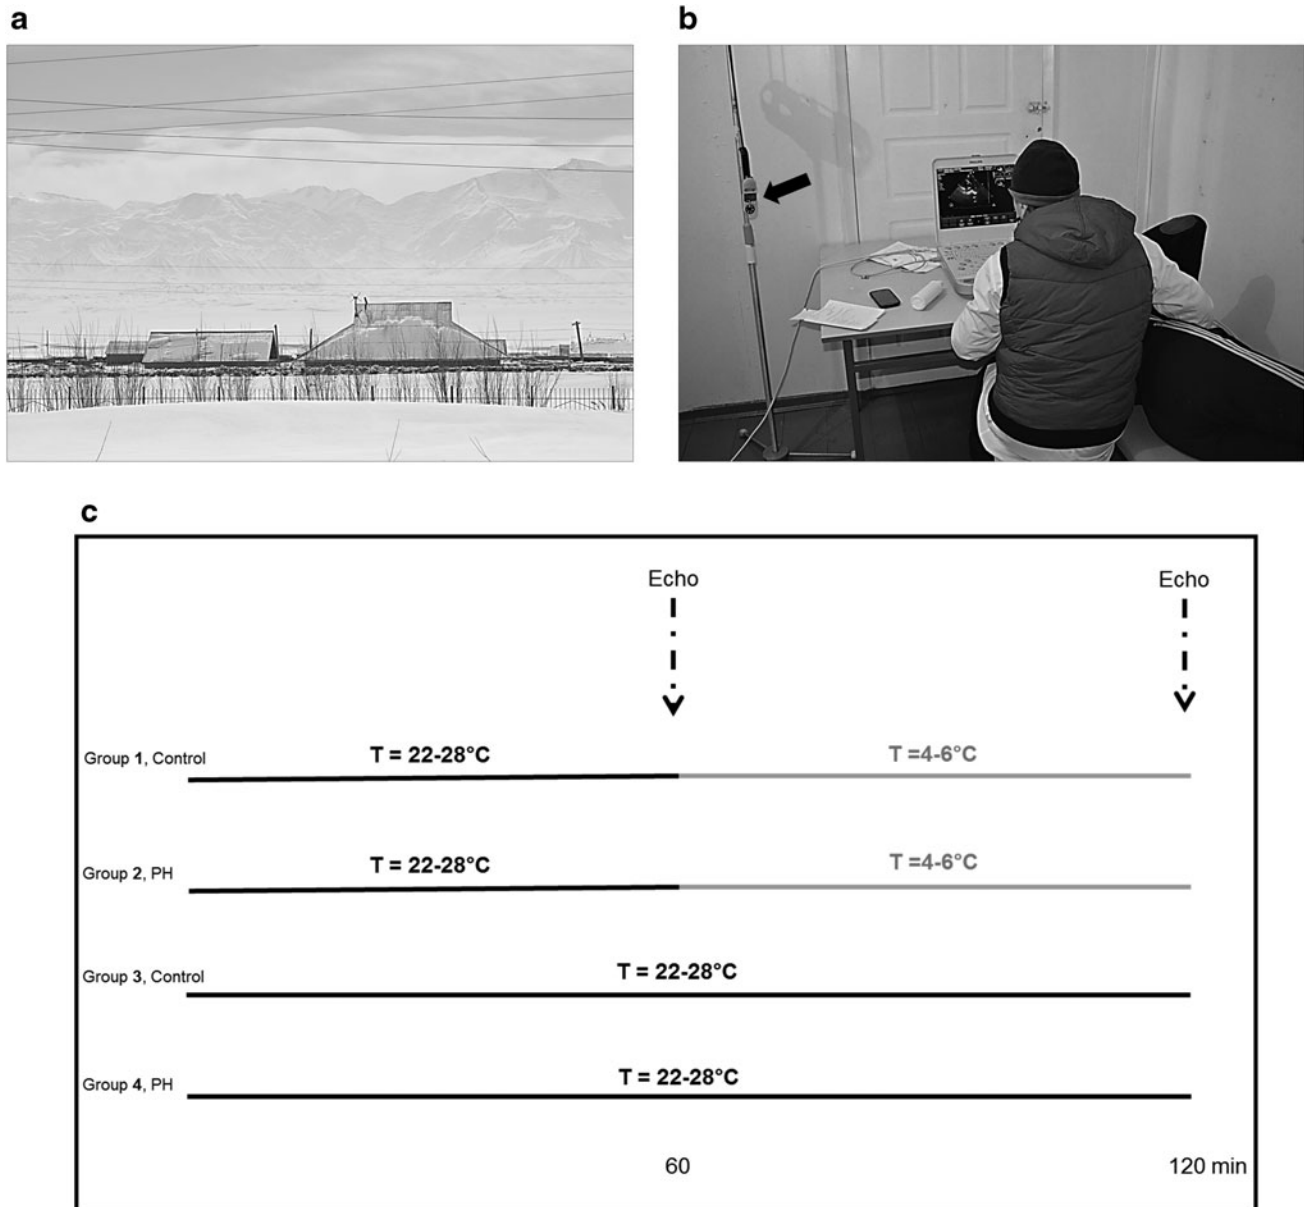 a
b
c
Echo
Echo
Group 1, Control
T = 22-28°C
T =4-6°C
Group 2, PH
T = 22-28°C
T =4-6°C
Group 3, Control
T = 22-28°C
Group 4, PH
T = 22-28°C
60
120 min